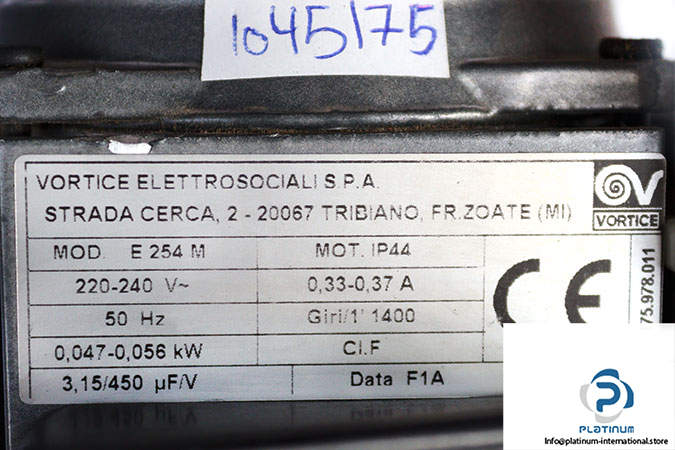 1045175
VORTICE ELETTROSOCIALI S.P.A.
STRADA CERCA, 2 - 20067 TRIBIANO, FR.ZOATE (MI)
VORTICE
MOD. E 254 M
MOT. IP44
220-240 V~
0,33-0,37 A
50 Hz
Giri/1' 1400
0,047-0,056 kW
Cl.F
3,15/450 µF/V
Data F1A
CE
75.978.011
PLATINUM
Info@platinum-international.store